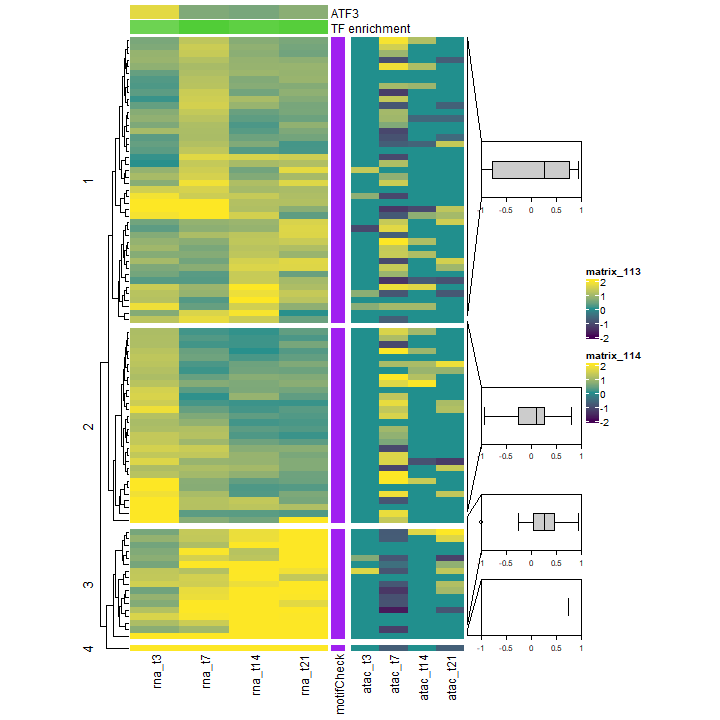 ATF3
TF enrichment
1
-1 -0.5 0 0.5 1
matrix_113
2
1
0
-1
-2
matrix_114
2
1
0
-1
-2
2
-1 -0.5 0 0.5 1
3
-1 -0.5 0 0.5 1
4
-1 -0.5 0 0.5 1
rna_t3
rna_t7
rna_t14
rna_t21
motifCheck
atac_t3
atac_t7
atac_t14
atac_t21